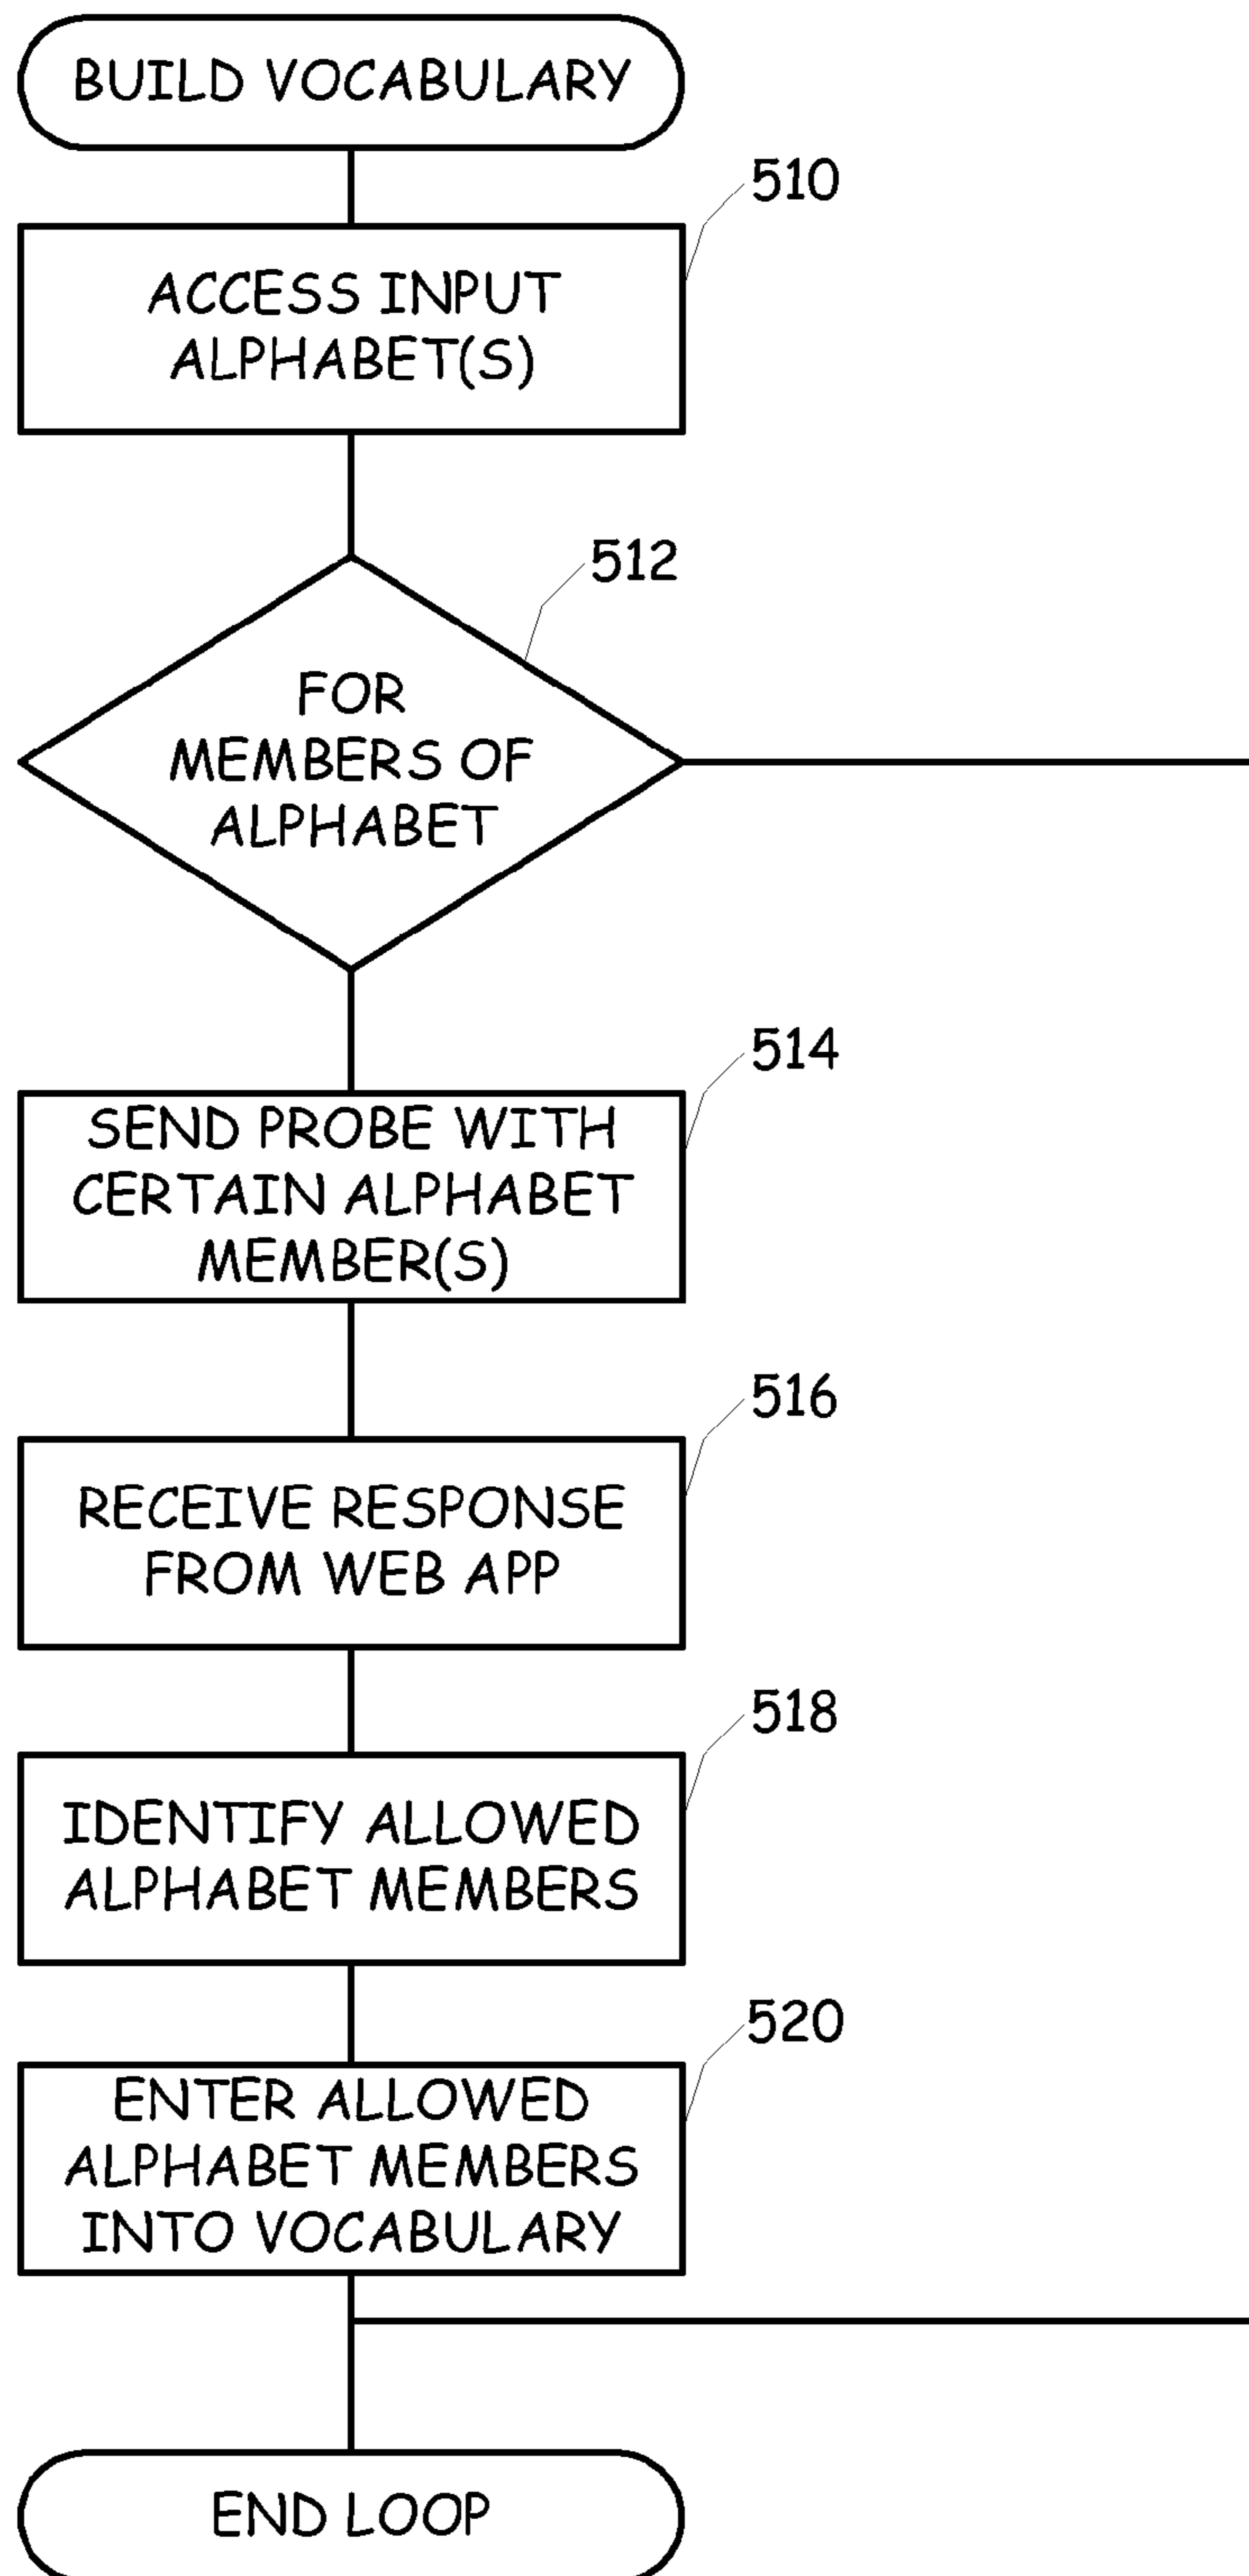 BUILD VOCABULARY
510
ACCESS INPUT
ALPHABET(S)
512
FOR
MEMBERS OF
ALPHABET
514
SEND PROBE WITH
CERTAIN ALPHABET
MEMBER(S)
516
RECEIVE RESPONSE
FROM WEB APP
518
IDENTIFY ALLOWED
ALPHABET MEMBERS
520
ENTER ALLOWED
ALPHABET MEMBERS
INTO VOCABULARY
END LOOP